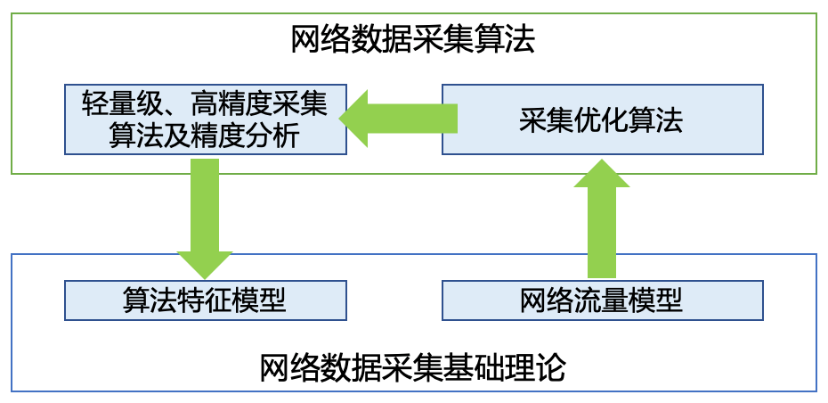 网络数据采集算法
轻量级、高精度采集
算法及精度分析
采集优化算法
算法特征模型
网络流量模型
网络数据采集基础理论